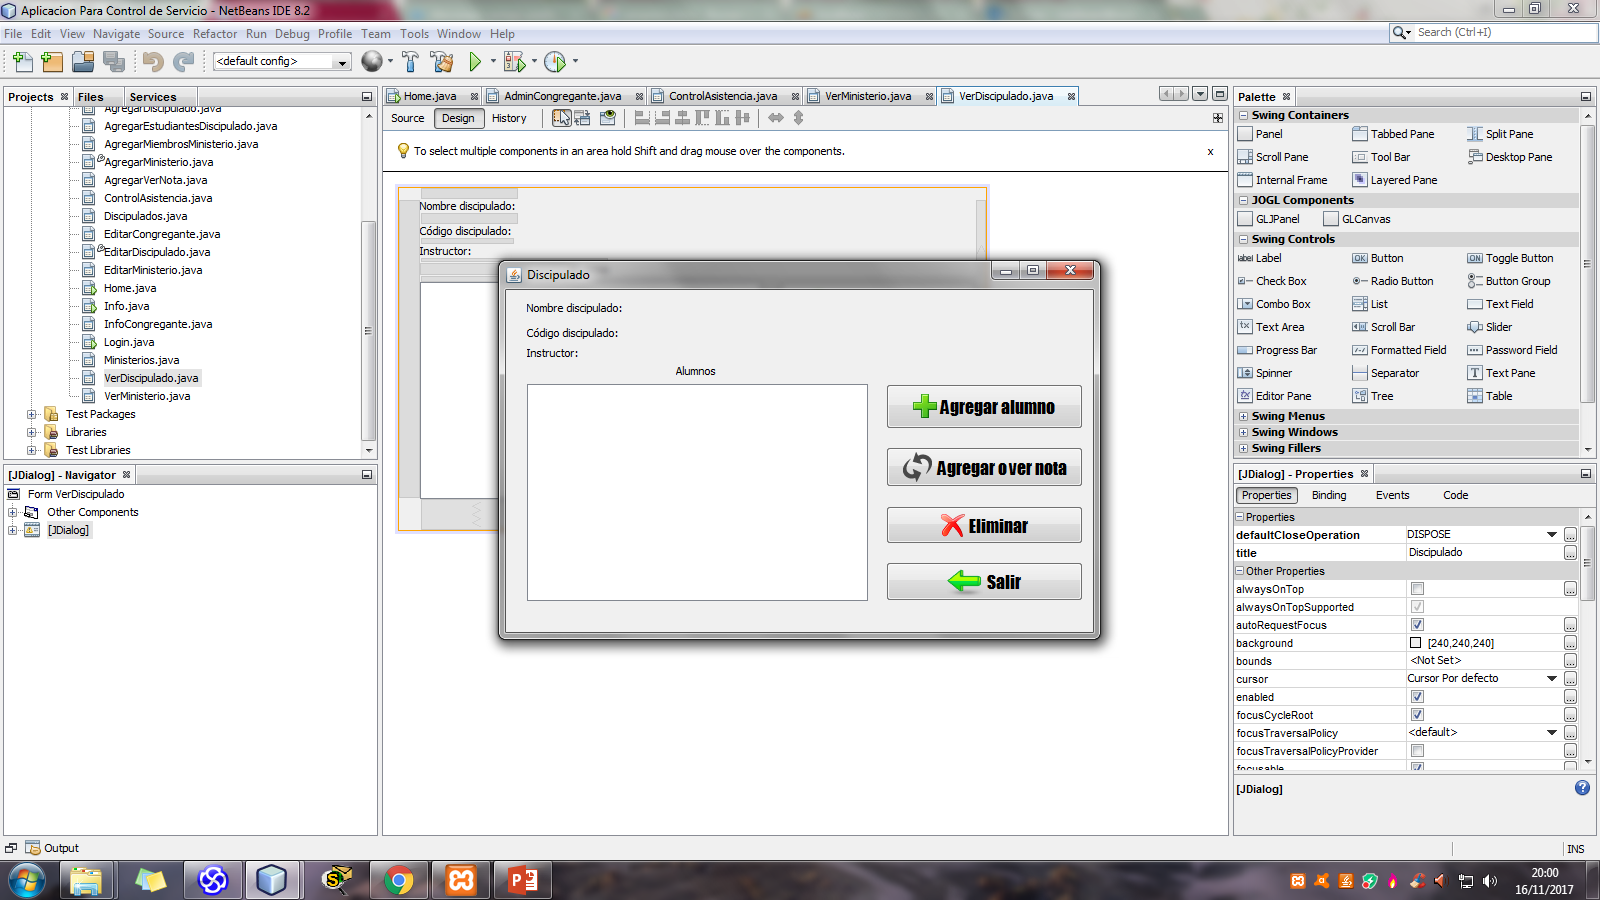 Aplicacion Para Control de Servicio - NetBeans IDE 8.2
File Edit View Navigate Source Refactor Run Debug Profile Team Tools Window Help
Search (Ctrl+I)
<default config>
Projects Files Services
AgregarDiscipulado.java
AgregarEstudiantesDiscipulado.java
AgregarMiembrosMinisterio.java
AgregarMinisterio.java
AgregarVerNota.java
ControlAsistencia.java
Discipulados.java
EditarCongregante.java
EditarDiscipulado.java
EditarMinisterio.java
Home.java
Info.java
InfoCongregante.java
Login.java
Ministerios.java
VerDiscipulado.java
VerMinisterio.java
Test Packages
Libraries
Test Libraries
[JDialog] - Navigator
Form VerDiscipulado
Other Components
[JDialog]
Home.java AdminCongregante.java ControlAsistencia.java VerMinisterio.java VerDiscipulado.java
Source Design History
To select multiple components in an area hold Shift and drag mouse over the components.
x
Nombre discipulado:
Código discipulado:
Instructor:
Discipulado
Nombre discipulado:
Código discipulado:
Instructor:
Alumnos
Agregar alumno
Agregar o ver nota
Eliminar
Salir
Palette
Swing Containers
Panel Tabbed Pane Split Pane
Scroll Pane Tool Bar Desktop Pane
Internal Frame Layered Pane
JOGL Components
GLJPanel GLCanvas
Swing Controls
label Label OK Button ON Toggle Button
Check Box Radio Button Button Group
Combo Box List Text Field
Text Area Scroll Bar Slider
Progress Bar Formatted Field Password Field
Spinner Separator T Text Pane
Editor Pane Tree Table
Swing Menus
Swing Windows
Swing Fillers
[JDialog] - Properties
Properties Binding Events Code
Properties
defaultCloseOperation DISPOSE
title Discipulado
Other Properties
alwaysOnTop
alwaysOnTopSupported
autoRequestFocus
background [240,240,240]
bounds <Not Set>
cursor Cursor Por defecto
enabled
focusCycleRoot
focusTraversalPolicy <default>
focusTraversalPolicyProvider
focusable
[JDialog]
Output
INS
20:00
16/11/2017